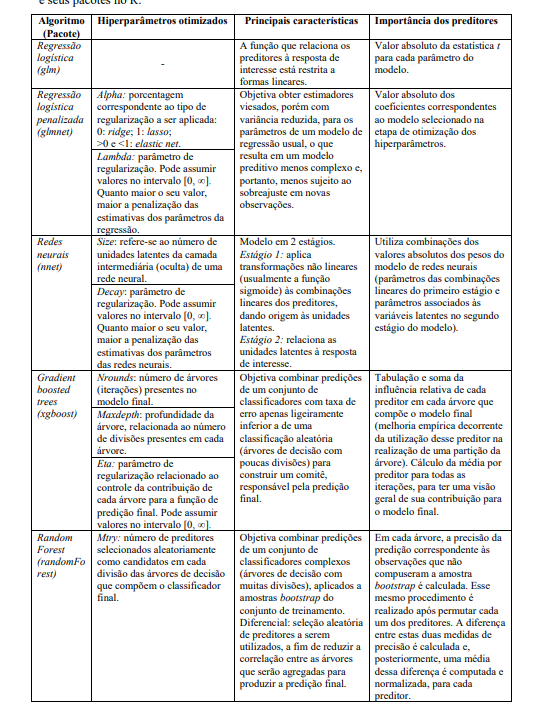 e seus pacotes no R.
Algoritmo
(Pacote)
Hiperparâmetros otimizados
Principais características
Importância dos preditores
Regressão
logística
(glm)
-
A função que relaciona os
preditores à resposta de
interesse está restrita a
formas lineares.
Valor absoluto da estatística t
para cada parâmetro do
modelo.
Regressão
logística
penalizada
(glmnet)
Alpha: porcentagem
correspondente ao tipo de
regularização a ser aplicada:
0: ridge; 1: lasso;
>0 e <1: elastic net.
Lambda: parâmetro de
regularização. Pode assumir
valores no intervalo [0, ∞].
Quanto maior o seu valor,
maior a penalização das
estimativas dos parâmetros da
regressão.
Objetiva obter estimadores
viesados, porém com
variância reduzida, para os
parâmetros de um modelo de
regressão usual, o que
resulta em um modelo
preditivo menos complexo e,
portanto, menos sujeito ao
sobreajuste em novas
observações.
Valor absoluto dos
coeficientes correspondentes
ao modelo selecionado na
etapa de otimização dos
hiperparâmetros.
Redes
neurais
(nnet)
Size: refere-se ao número de
unidades latentes da camada
intermediária (oculta) de uma
rede neural.
Decay: parâmetro de
regularização. Pode assumir
valores no intervalo [0, ∞].
Quanto maior o seu valor,
maior a penalização das
estimativas dos parâmetros
das redes neurais.
Modelo em 2 estágios.
Estágio 1: aplica
transformações não lineares
(usualmente a função
sigmoide) às combinações
lineares dos preditores,
dando origem às unidades
latentes.
Estágio 2: relaciona as
unidades latentes à resposta
de interesse.
Utiliza combinações dos
valores absolutos dos pesos do
modelo de redes neurais
(parâmetros das combinações
lineares do primeiro estágio e
parâmetros associados às
variáveis latentes no segundo
estágio do modelo).
Gradient
boosted
trees
(xgboost)
Nrounds: número de árvores
(iterações) presentes no
modelo final.
Maxdepth: profundidade da
árvore, relacionada ao número
de divisões presentes em cada
árvore.
Eta: parâmetro de
regularização relacionado ao
controle da contribuição de
cada árvore para a função de
predição final. Pode assumir
valores no intervalo [0, ∞].
Objetiva combinar predições
de um conjunto de
classificadores com taxa de
erro apenas ligeiramente
inferior a de uma
classificação aleatória
(árvores de decisão com
poucas divisões) para
construir um comitê,
responsável pela predição
final.
Tabulação e soma da
influência relativa de cada
preditor em cada árvore que
compõe o modelo final
(melhoria empírica decorrente
da utilização desse preditor na
realização de uma partição da
árvore). Cálculo da média por
preditor para todas as
iterações, para ter uma visão
geral de sua contribuição para
o modelo final.
Random
Forest
(randomFo
rest)
Mtry: número de preditores
selecionados aleatoriamente
como candidatos em cada
divisão das árvores de decisão
que compõem o classificador
final.
Objetiva combinar predições
de um conjunto de
classificadores complexos
(árvores de decisão com
muitas divisões), aplicados a
amostras bootstrap do
conjunto de treinamento.
Diferencial: seleção aleatória
de preditores a serem
utilizados, a fim de reduzir a
correlação entre as árvores
que serão agregadas para
produzir a predição final.
Em cada árvore, a precisão da
predição correspondente às
observações que não
compuseram a amostra
bootstrap é calculada. Esse
mesmo procedimento é
realizado após permutar cada
um dos preditores. A diferença
entre estas duas medidas de
precisão é calculada e,
posteriormente, uma média
dessa diferença é computada e
normalizada, para cada
preditor.